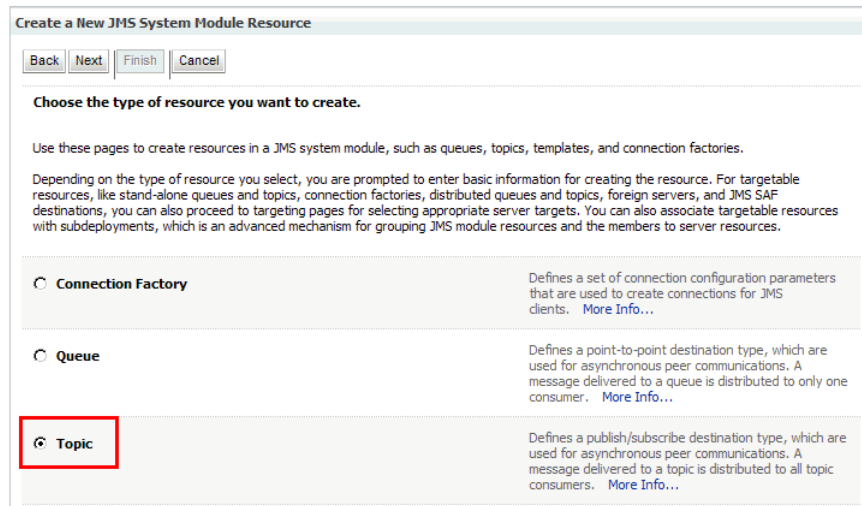 Create a New JMS System Module Resource
Back Next Finish Cancel
Choose the type of resource you want to create.
Use these pages to create resources in a JMS system module, such as queues, topics, templates, and connection factories.
Depending on the type of resource you select, you are prompted to enter basic information for creating the resource. For targetable
resources, like stand-alone queues and topics, connection factories, distributed queues and topics, foreign servers, and JMS SAF
destinations, you can also proceed to targeting pages for selecting appropriate server targets. You can also associate targetable resources
with subdeployments, which is an advanced mechanism for grouping JMS module resources and the members to server resources.
Connection Factory
Defines a set of connection configuration parameters
that are used to create connections for JMS
clients. More Info...
Queue
Defines a point-to-point destination type, which are
used for asynchronous peer communications. A
message delivered to a queue is distributed to only one
consumer. More Info...
Topic
Defines a publish/subscribe destination type, which are
used for asynchronous peer communications. A
message delivered to a topic is distributed to all topic
consumers. More Info...